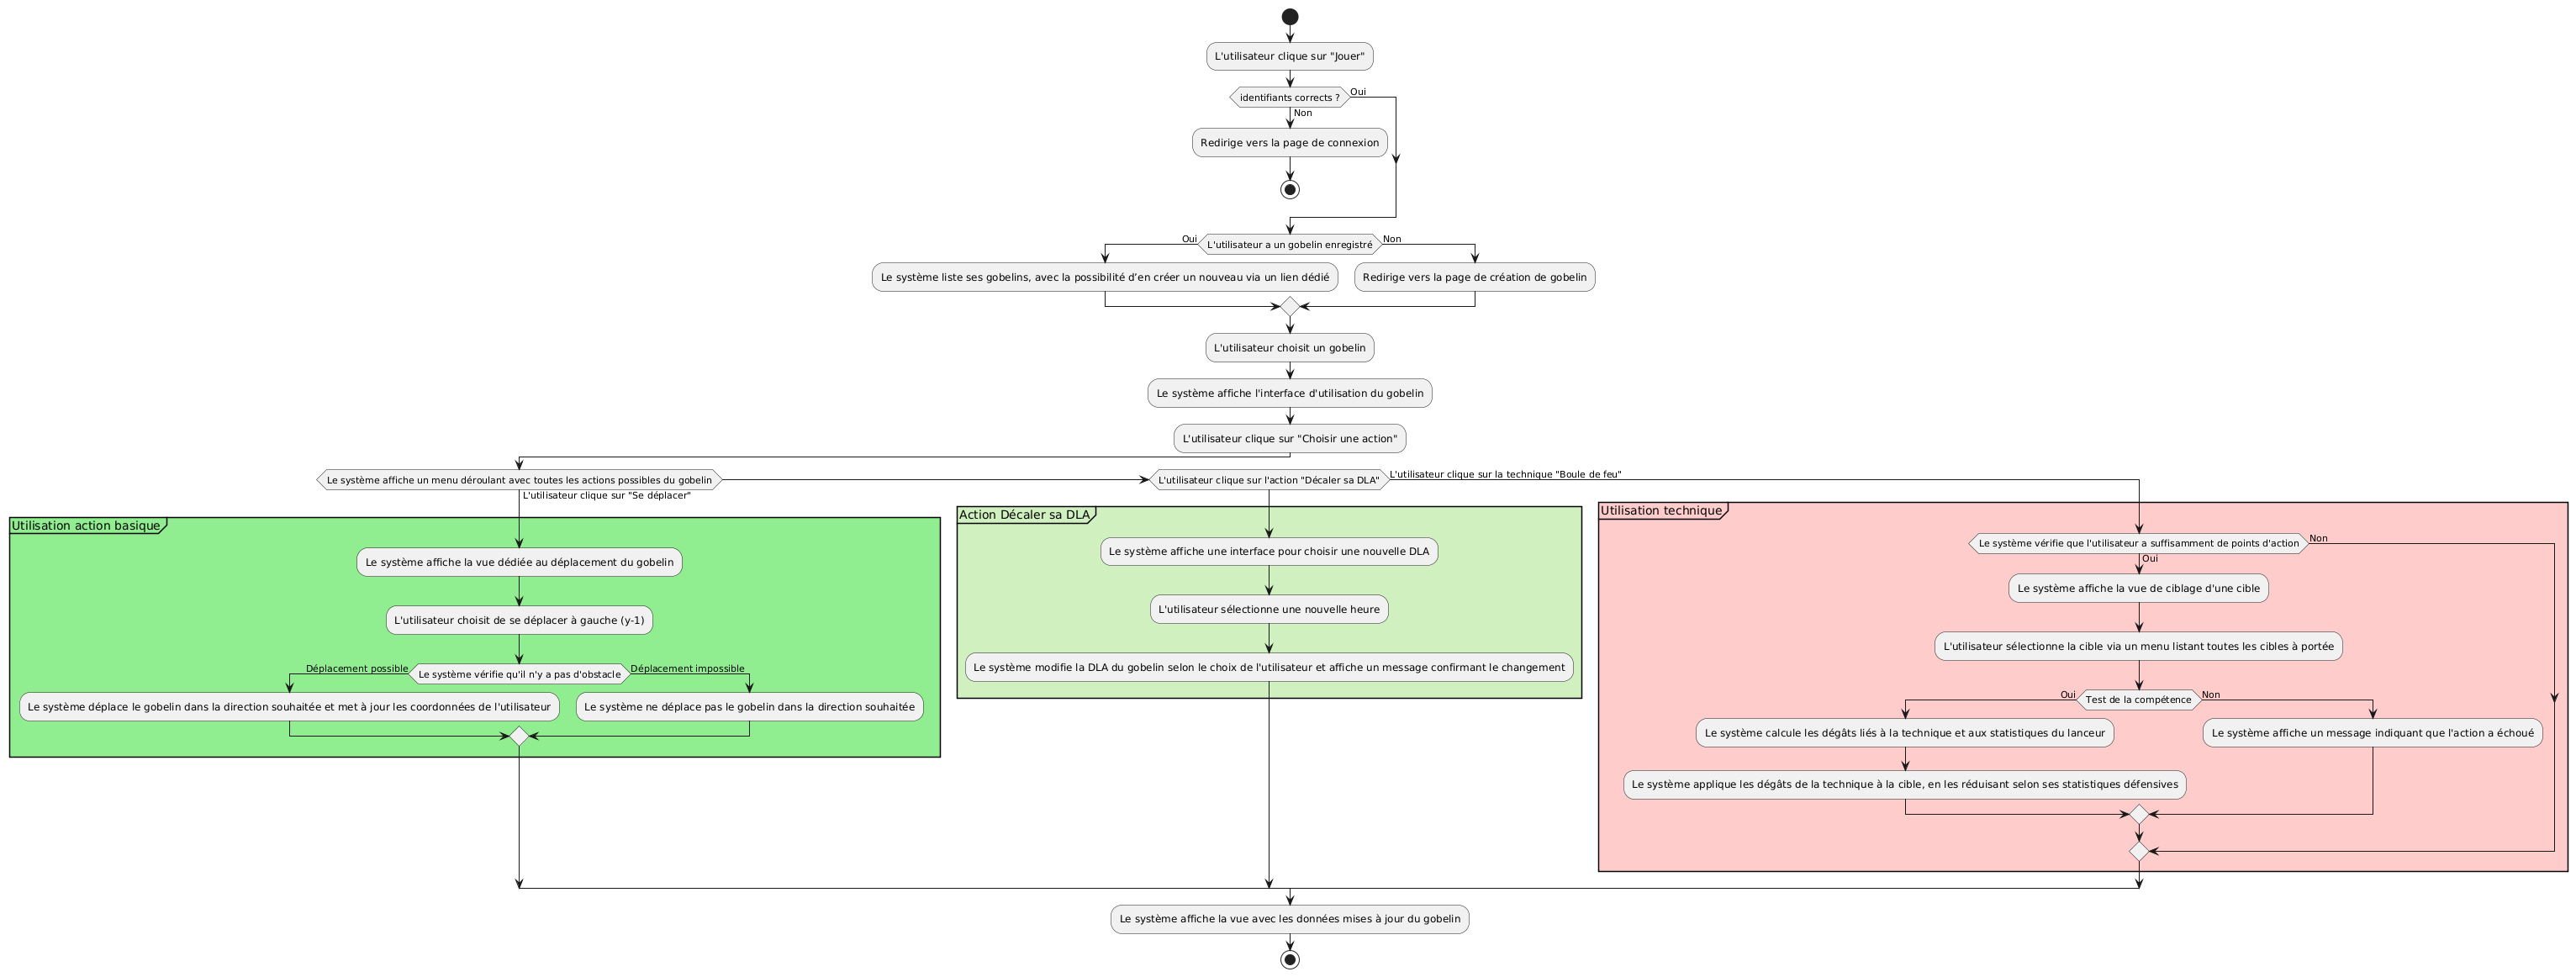 L'utilisateur clique sur "Jouer"
identifiants corrects ?
Oui
Non
Redirige vers la page de connexion
Oui
L'utilisateur a un gobelin enregistré
Non
Le système liste ses gobelins, avec la possibilité d’en créer un nouveau via un lien dédié
Redirige vers la page de création de gobelin
L'utilisateur choisit un gobelin
Le système affiche l'interface d'utilisation du gobelin
L'utilisateur clique sur "Choisir une action"
Le système affiche un menu déroulant avec toutes les actions possibles du gobelin
L'utilisateur clique sur "Se déplacer"
L'utilisateur clique sur l'action "Décaler sa DLA"
L'utilisateur clique sur la technique "Boule de feu"
Utilisation action basique
Le système affiche la vue dédiée au déplacement du gobelin
L'utilisateur choisit de se déplacer à gauche (y-1)
Déplacement possible
Le système vérifie qu'il n'y a pas d'obstacle
Déplacement impossible
Le système déplace le gobelin dans la direction souhaitée et met à jour les coordonnées de l'utilisateur
Le système ne déplace pas le gobelin dans la direction souhaitée
Action Décaler sa DLA
Le système affiche une interface pour choisir une nouvelle DLA
L'utilisateur sélectionne une nouvelle heure
Le système modifie la DLA du gobelin selon le choix de l'utilisateur et affiche un message confirmant le changement
Utilisation technique
Le système vérifie que l'utilisateur a suffisamment de points d'action
Non
Oui
Le système affiche la vue de ciblage d'une cible
L'utilisateur sélectionne la cible via un menu listant toutes les cibles à portée
Oui
Test de la compétence
Non
Le système calcule les dégâts liés à la technique et aux statistiques du lanceur
Le système affiche un message indiquant que l'action a échoué
Le système applique les dégâts de la technique à la cible, en les réduisant selon ses statistiques défensives
Le système affiche la vue avec les données mises à jour du gobelin